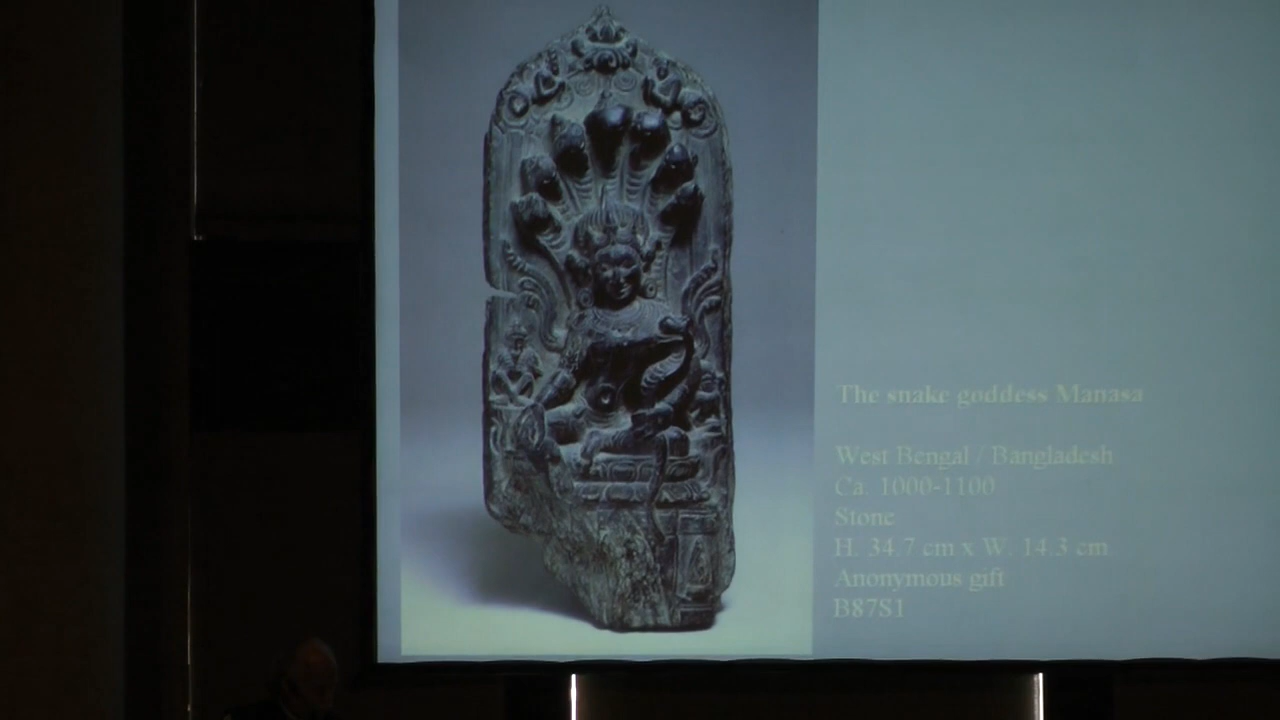 The snake goddess Manasa
West Bengal / Bangladesh
Ca. 1000-1100
Stone
H. 34.7 cm x W. 14.3 cm.
Anonymous gift
B87S1